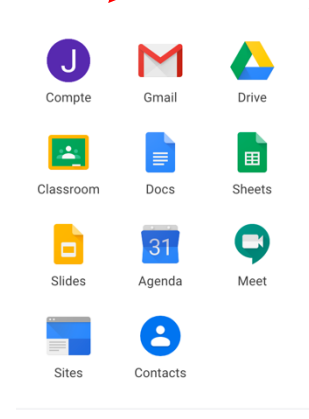 J
Compte Gmail Drive
Classroom Docs Sheets
31
Slides Agenda Meet
Sites Contacts